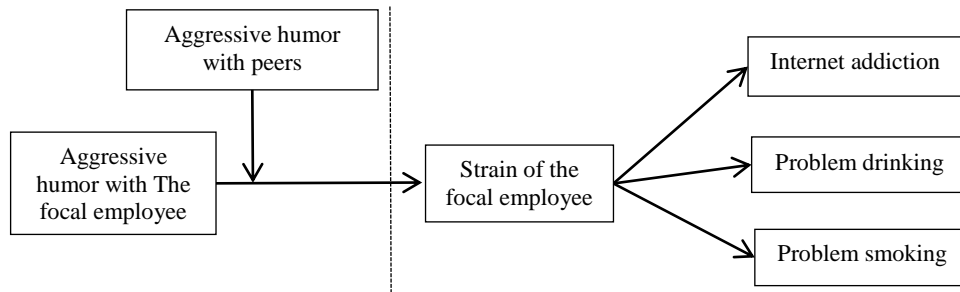 Aggressive humor
with peers
Aggressive
humor with The
focal employee
Strain of the
focal employee
Internet addiction
Problem drinking
Problem smoking